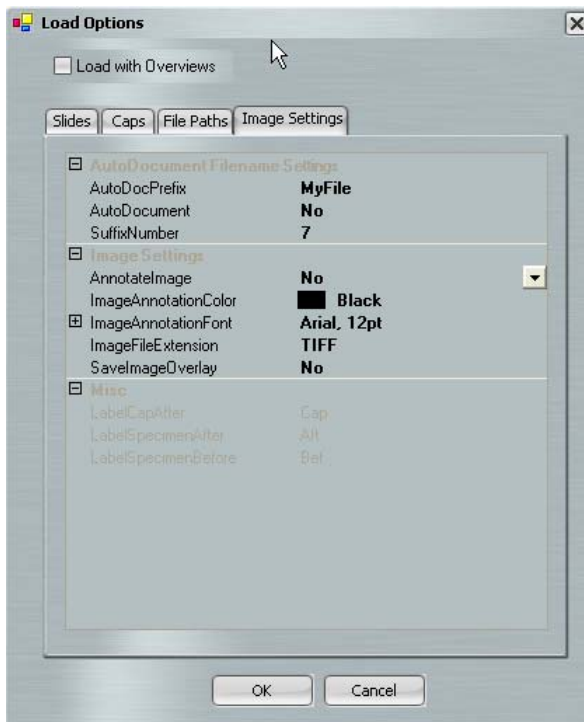 Load Options
Load with Overviews
Slides Caps File Paths Image Settings
AutoDocument Filename Settings
AutoDocPrefix MyFile
AutoDocument No
SuffixNumber 7
Image Settings
AnnotateImage No
ImageAnnotationColor Black
ImageAnnotationFont Arial, 12pt
ImageFileExtension TIFF
SaveImageOverlay No
Misc
LabelCapAfter Cap
LabelSpecimenAfter Aft
LabelSpecimenBefore Bef
OK Cancel